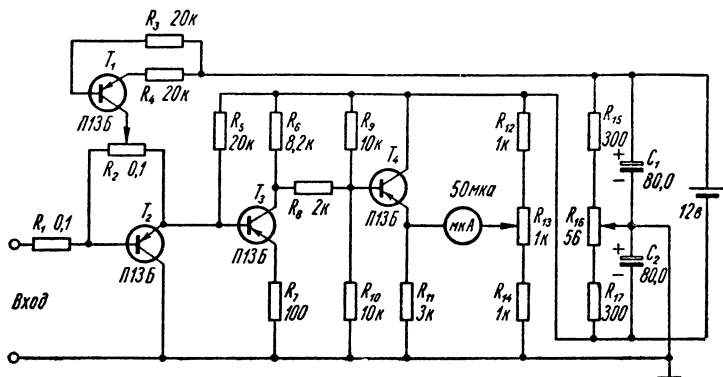 R3 20к
T1
R4 20к
П13Б
R2 0,1
R1 0,1
T2
П13Б
Вход
R5
20к
R6
8,2к
T3
П13Б
R7
100
R8 2к
R9
10к
R10
10к
T4
П13Б
R11
3к
50мка
мкА
R12
1к
R13
1к
R14
1к
R15
300
R16
56
R17
300
+
C1
−
80,0
+
C2
−
80,0
12в